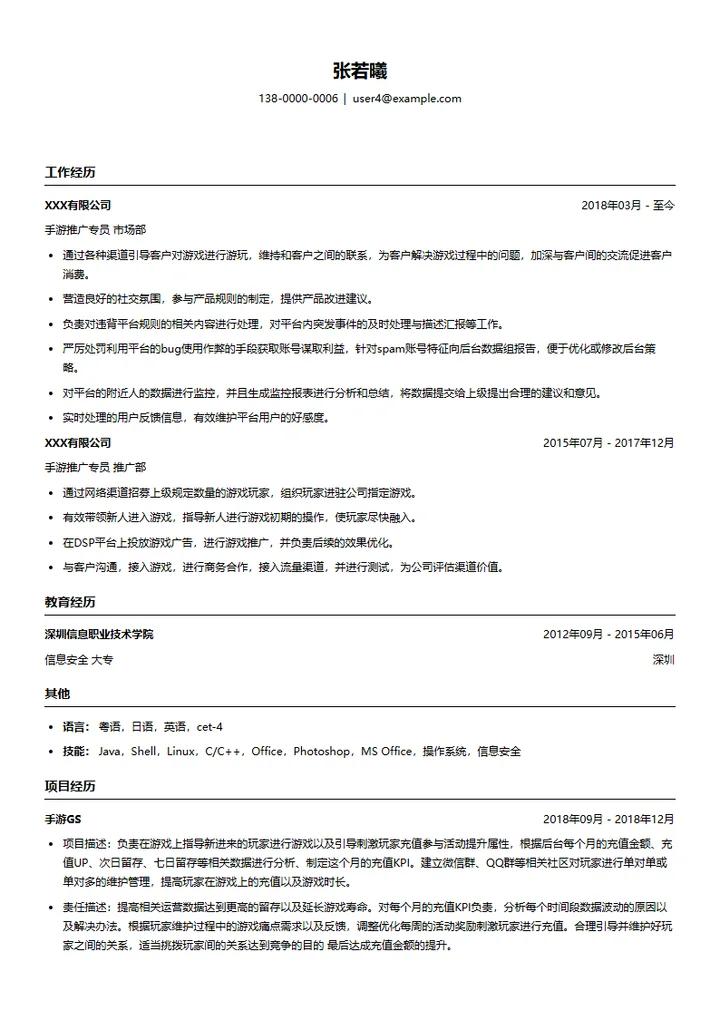 张若曦
138-0000-0006 | user4@example.com
工作经历
XXX有限公司 2018年03月 - 至今
手游推广专员 市场部
• 通过各种渠道引导客户对游戏进行游玩，维持和客户之间的联系，为客户解决游戏过程中的问题，加深与客户间的交流促进客户
消费。
• 营造良好的社交氛围，参与产品规则的制定，提供产品改进建议。
• 负责对违背平台规则的相关内容进行处理，对平台内突发事件的及时处理与描述汇报等工作。
• 严厉处罚利用平台的bug使用作弊的手段获取账号谋取利益，针对spam账号特征向后台数据组报告，便于优化或修改后台策
略。
• 对平台的附近人的数据进行监控，并且生成监控报表进行分析和总结，将数据提交给上级提出合理的建议和意见。
• 实时处理的用户反馈信息，有效维护平台用户的好感度。
XXX有限公司 2015年07月 - 2017年12月
手游推广专员 推广部
• 通过网络渠道招募上级规定数量的游戏玩家，组织玩家进驻公司指定游戏。
• 有效带领新人进入游戏，指导新人进行游戏初期的操作，使玩家尽快融入。
• 在DSP平台上投放游戏广告，进行游戏推广，并负责后续的效果优化。
• 与客户沟通，接入游戏，进行商务合作，接入流量渠道，并进行测试，为公司评估渠道价值。
教育经历
深圳信息职业技术学院 2012年09月 - 2015年06月
信息安全 大专 深圳
其他
• 语言： 粤语，日语，英语，cet-4
• 技能： Java，Shell，Linux，C/C++，Office，Photoshop，MS Office，操作系统，信息安全
项目经历
手游GS 2018年09月 - 2018年12月
• 项目描述：负责在游戏上指导新进来的玩家进行游戏以及引导刺激玩家充值参与活动提升属性，根据后台每个月的充值金额、充
值UP、次日留存、七日留存等相关数据进行分析、制定这个月的充值KPI。建立微信群、QQ群等相关社区对玩家进行单对单或
单对多的维护管理，提高玩家在游戏上的充值以及游戏时长。
• 责任描述：提高相关运营数据达到更高的留存以及延长游戏寿命。对每个月的充值KPI负责，分析每个时间段数据波动的原因以
及解决办法。根据玩家维护过程中的游戏痛点需求以及反馈，调整优化每周的活动奖励刺激玩家进行充值。合理引导并维护好玩
家之间的关系，适当挑拨玩家间的关系达到竞争的目的 最后达成充值金额的提升。